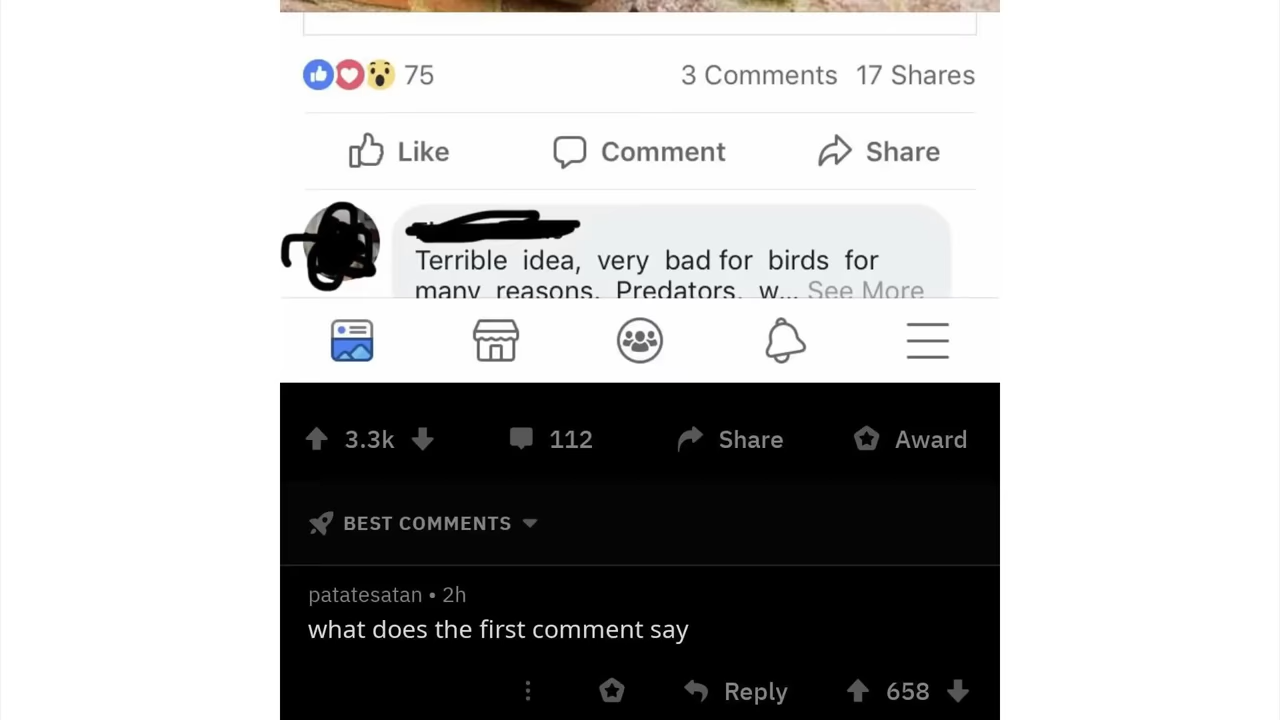 75 3 Comments 17 Shares
Like Comment Share
Terrible idea, very bad for birds for
many reasons. Predators, w... See More
3.3k 112 Share Award
BEST COMMENTS
patatesatan • 2h
what does the first comment say
Reply 658